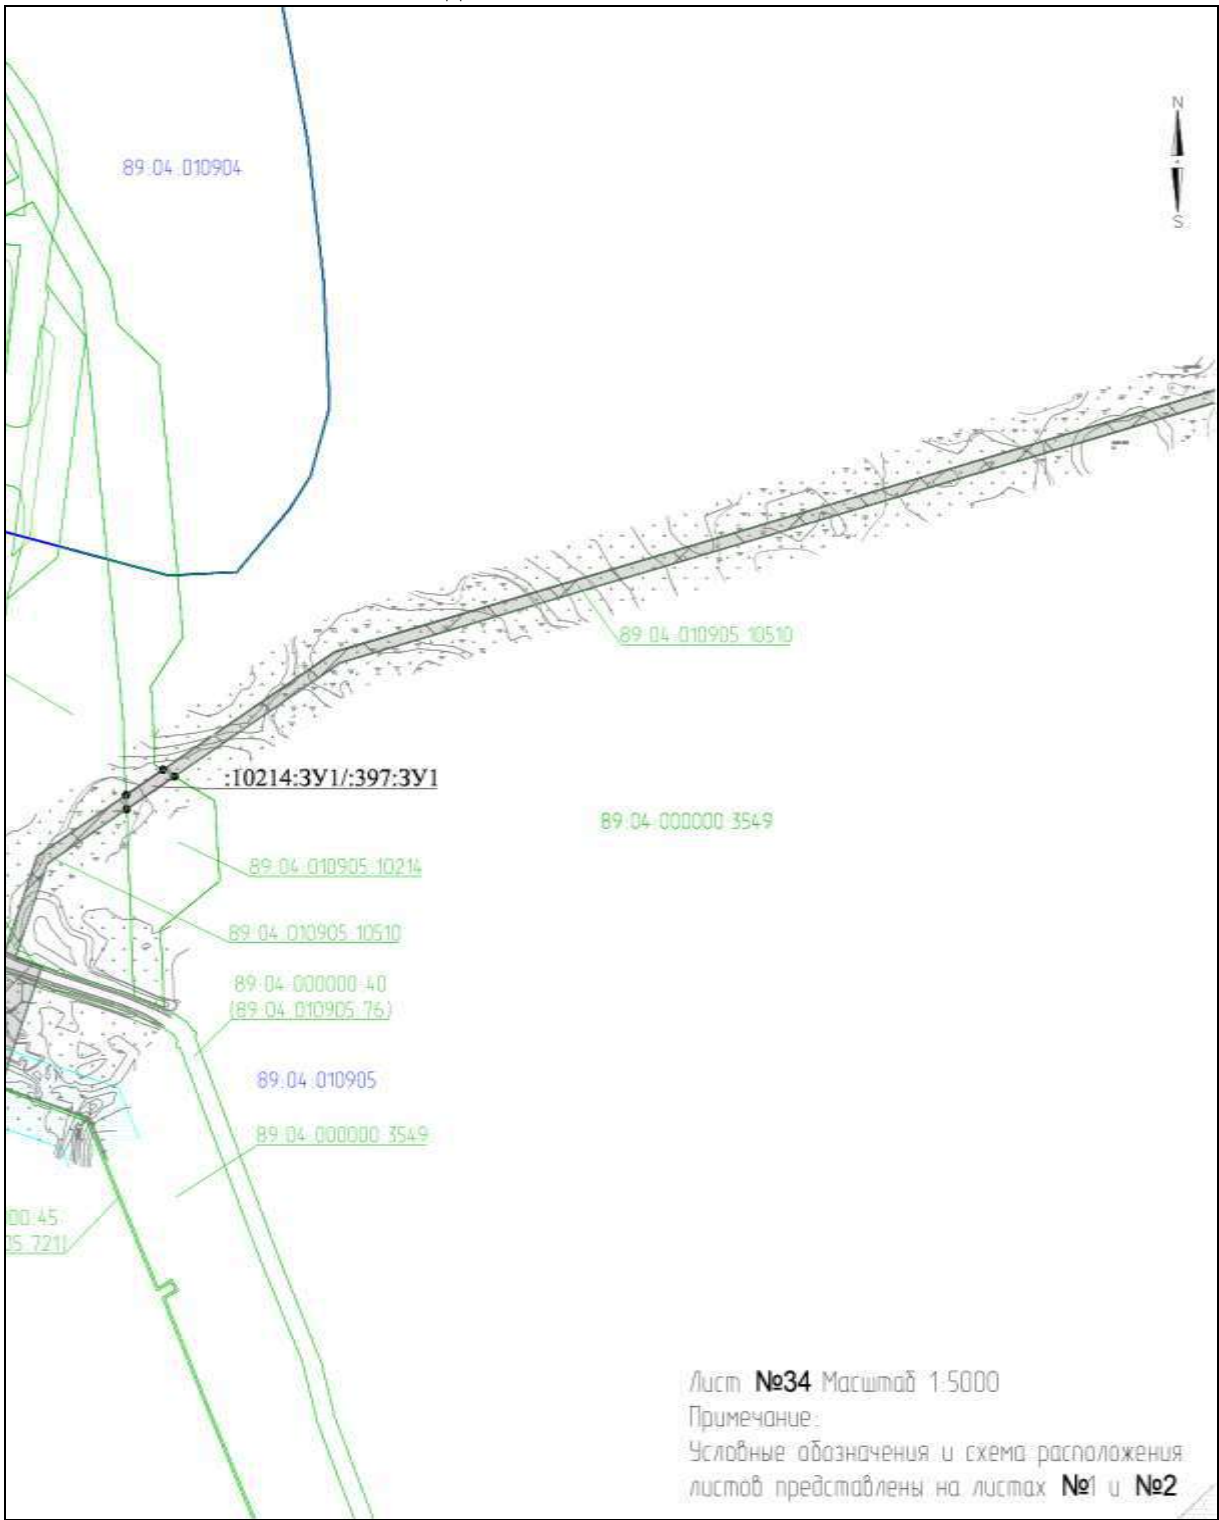 89:04:010904
N
S
89:04:010905:10510
:10214:ЗУ1/:397:ЗУ1
89:04:000000:3549
89:04:010905:10214
89:04:010905:10510
89:04:000000:40
(89:04:010905:76)
89:04:010905
89:04:000000:3549
00:45
05:721)
Лист №34 Масштаб 1:5000
Примечание:
Условные обозначения и схема расположения
листов представлены на листах №1 и №2